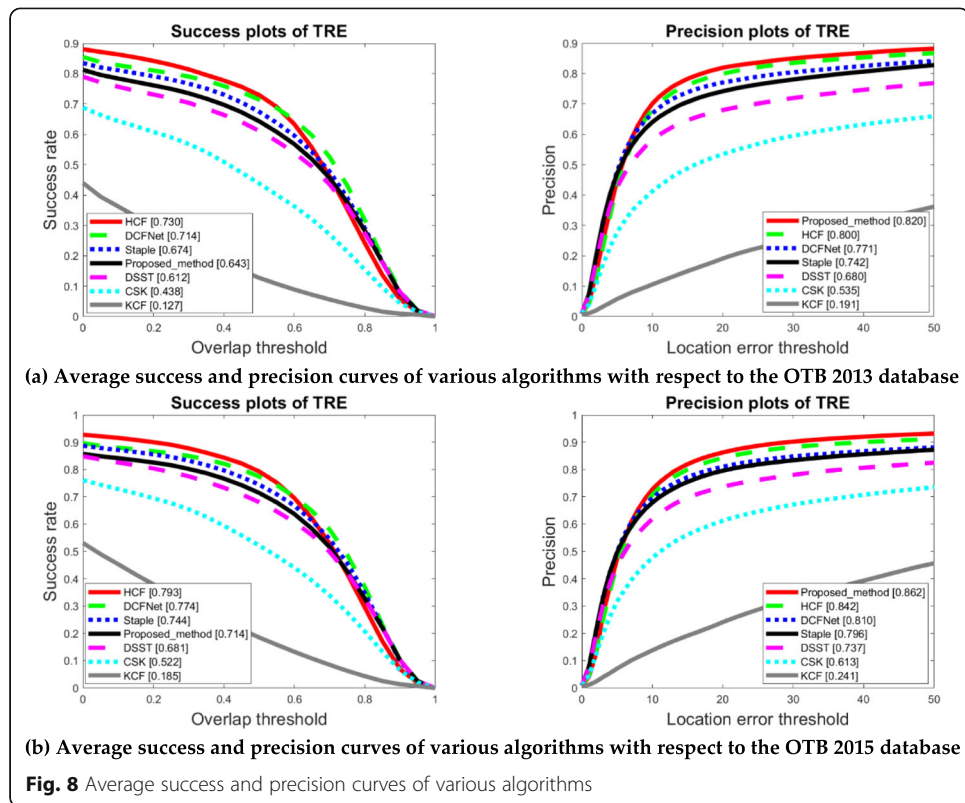 Success plots of TRE
Success rate
0.9
0.8
0.7
0.6
0.5
0.4
0.3
0.2
0.1
0
HCF [0.730]
DCFNet [0.714]
Staple [0.674]
Proposed_method [0.643]
DSST [0.612]
CSK [0.438]
KCF [0.127]
0 0.2 0.4 0.6 0.8 1
Overlap threshold
Precision plots of TRE
Precision
0.9
0.8
0.7
0.6
0.5
0.4
0.3
0.2
0.1
0
Proposed_method [0.820]
HCF [0.800]
DCFNet [0.771]
Staple [0.742]
DSST [0.680]
CSK [0.535]
KCF [0.191]
0 10 20 30 40 50
Location error threshold
(a) Average success and precision curves of various algorithms with respect to the OTB 2013 database
Success plots of TRE
Success rate
1
0.9
0.8
0.7
0.6
0.5
0.4
0.3
0.2
0.1
0
HCF [0.793]
DCFNet [0.774]
Staple [0.744]
Proposed_method [0.714]
DSST [0.681]
CSK [0.522]
KCF [0.185]
0 0.2 0.4 0.6 0.8 1
Overlap threshold
Precision plots of TRE
Precision
1
0.9
0.8
0.7
0.6
0.5
0.4
0.3
0.2
0.1
0
Proposed_method [0.862]
HCF [0.842]
DCFNet [0.810]
Staple [0.796]
DSST [0.737]
CSK [0.613]
KCF [0.241]
0 10 20 30 40 50
Location error threshold
(b) Average success and precision curves of various algorithms with respect to the OTB 2015 database
Fig. 8 Average success and precision curves of various algorithms